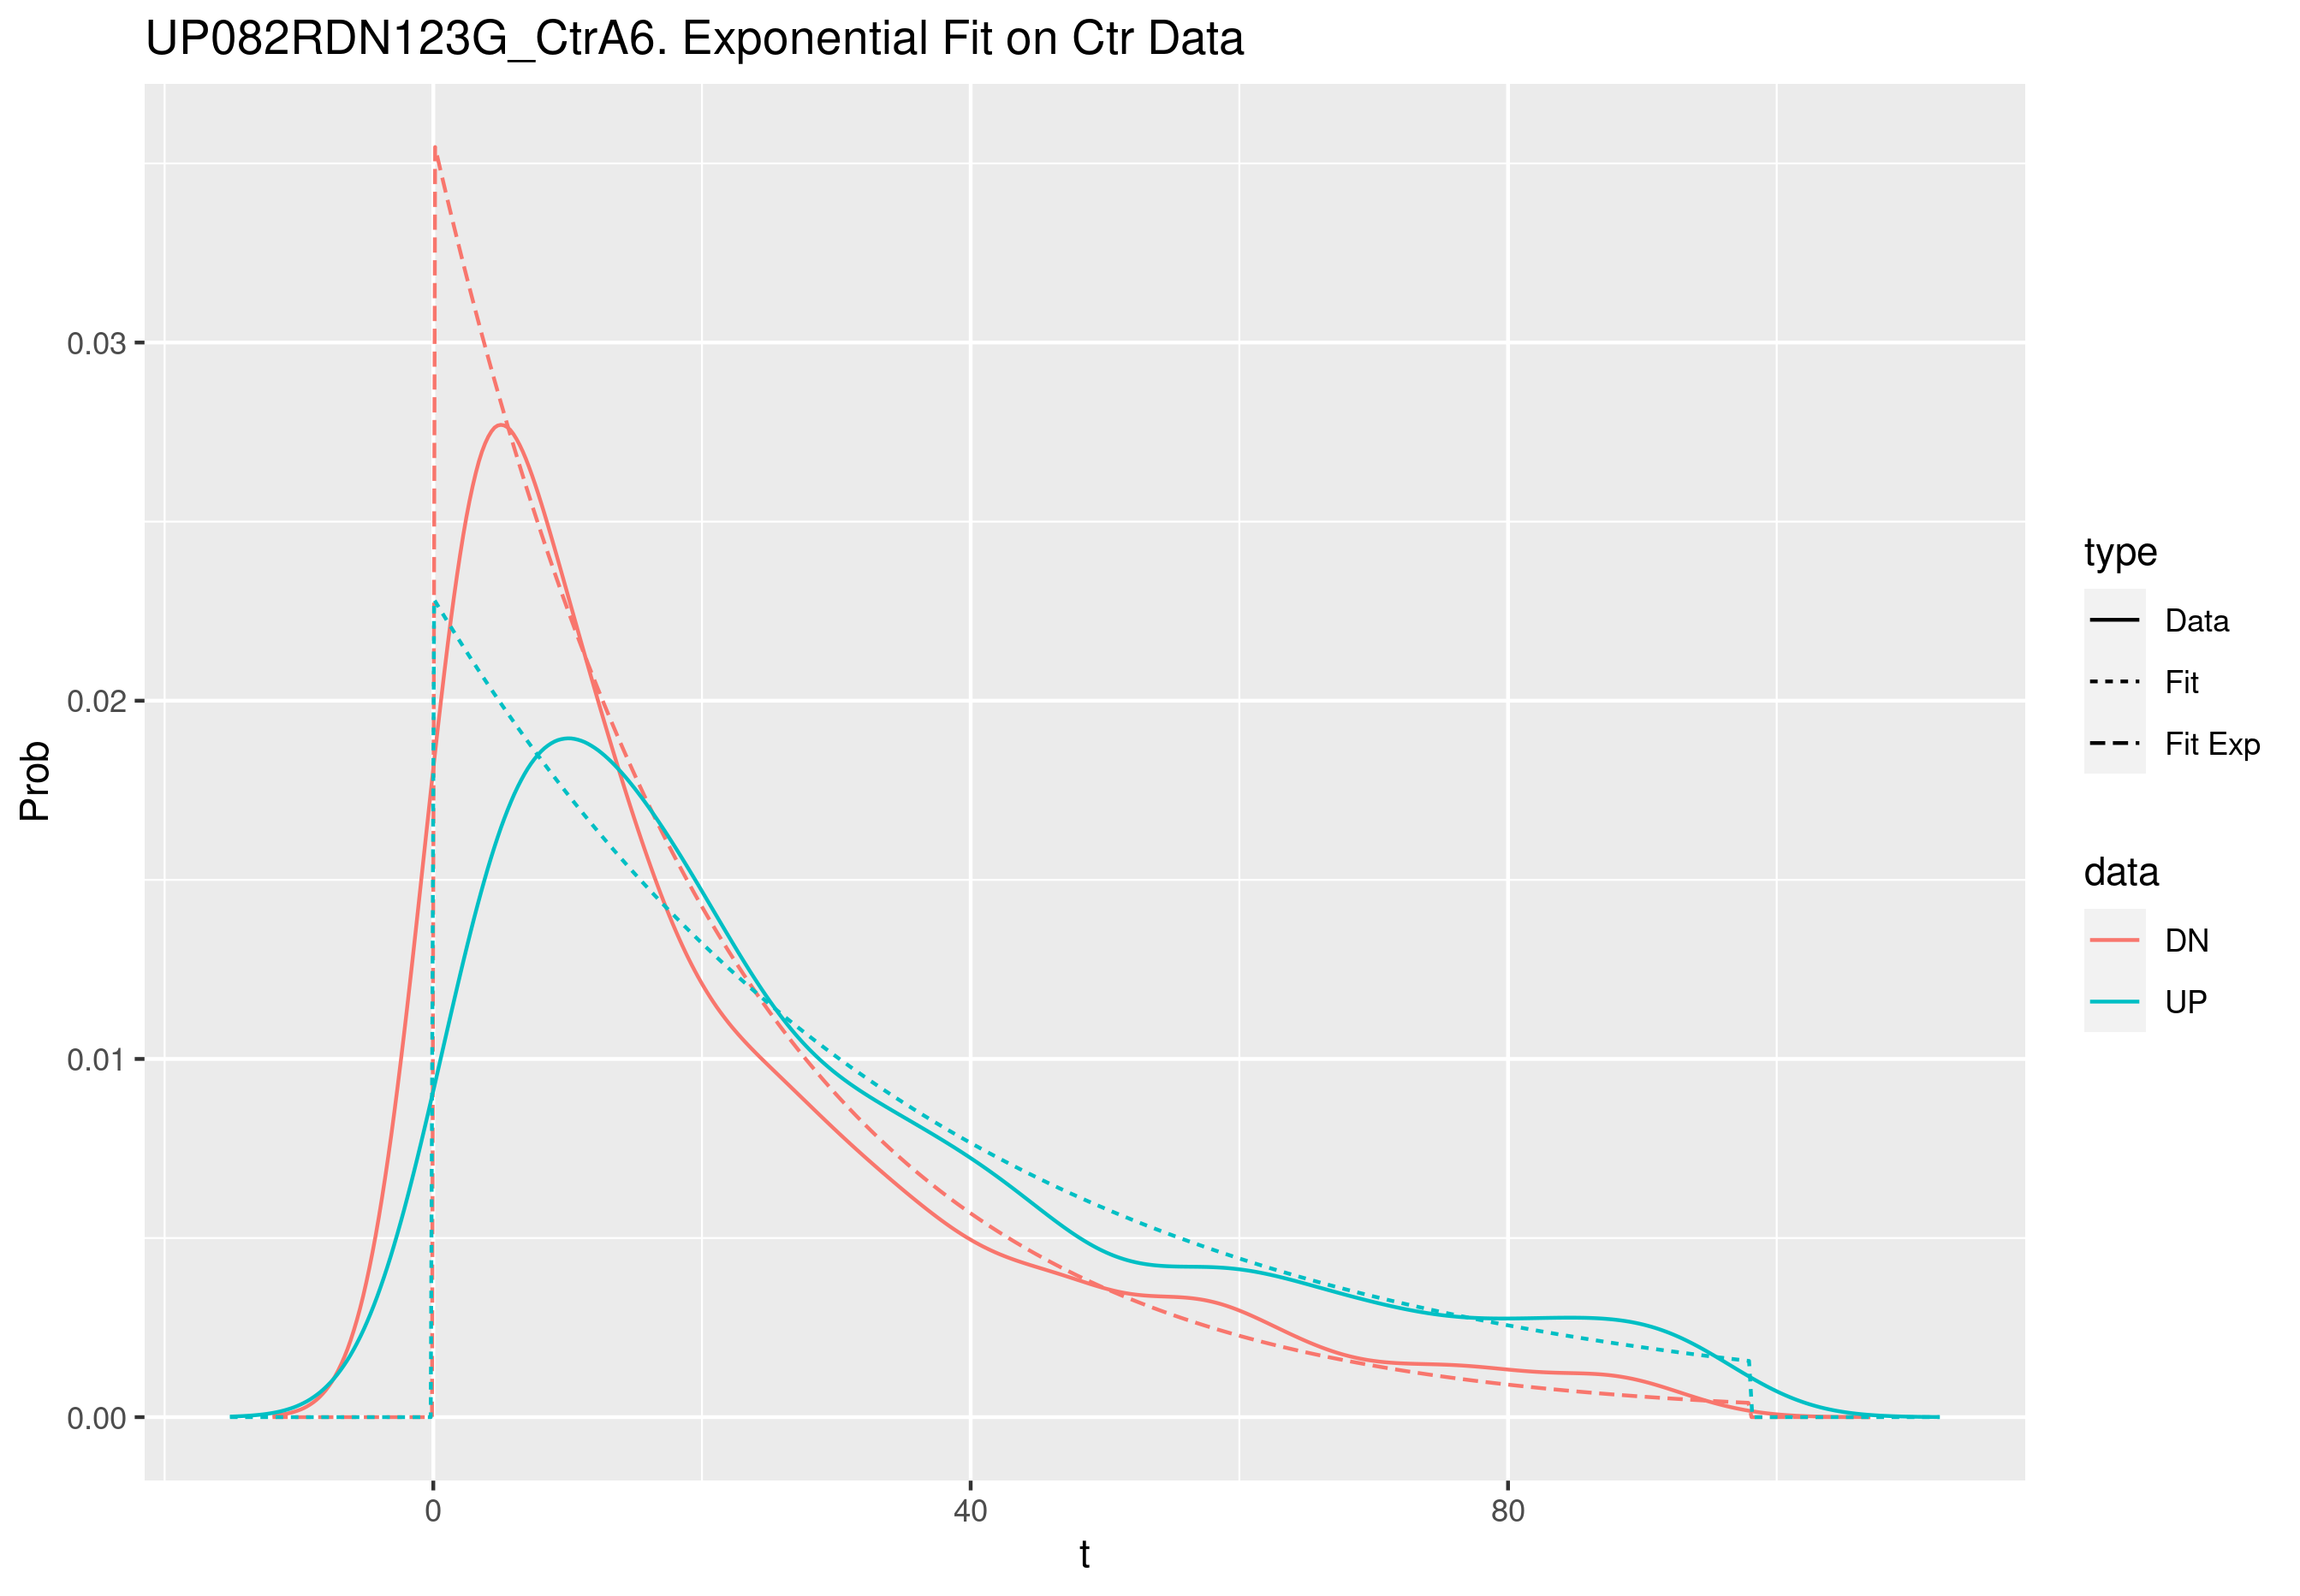 UP082RDN123G_CtrA6. Exponential Fit on Ctr Data
Prob
0.03
0.02
0.01
0.00
0
40
80
t
type
Data
Fit
Fit Exp
data
DN
UP